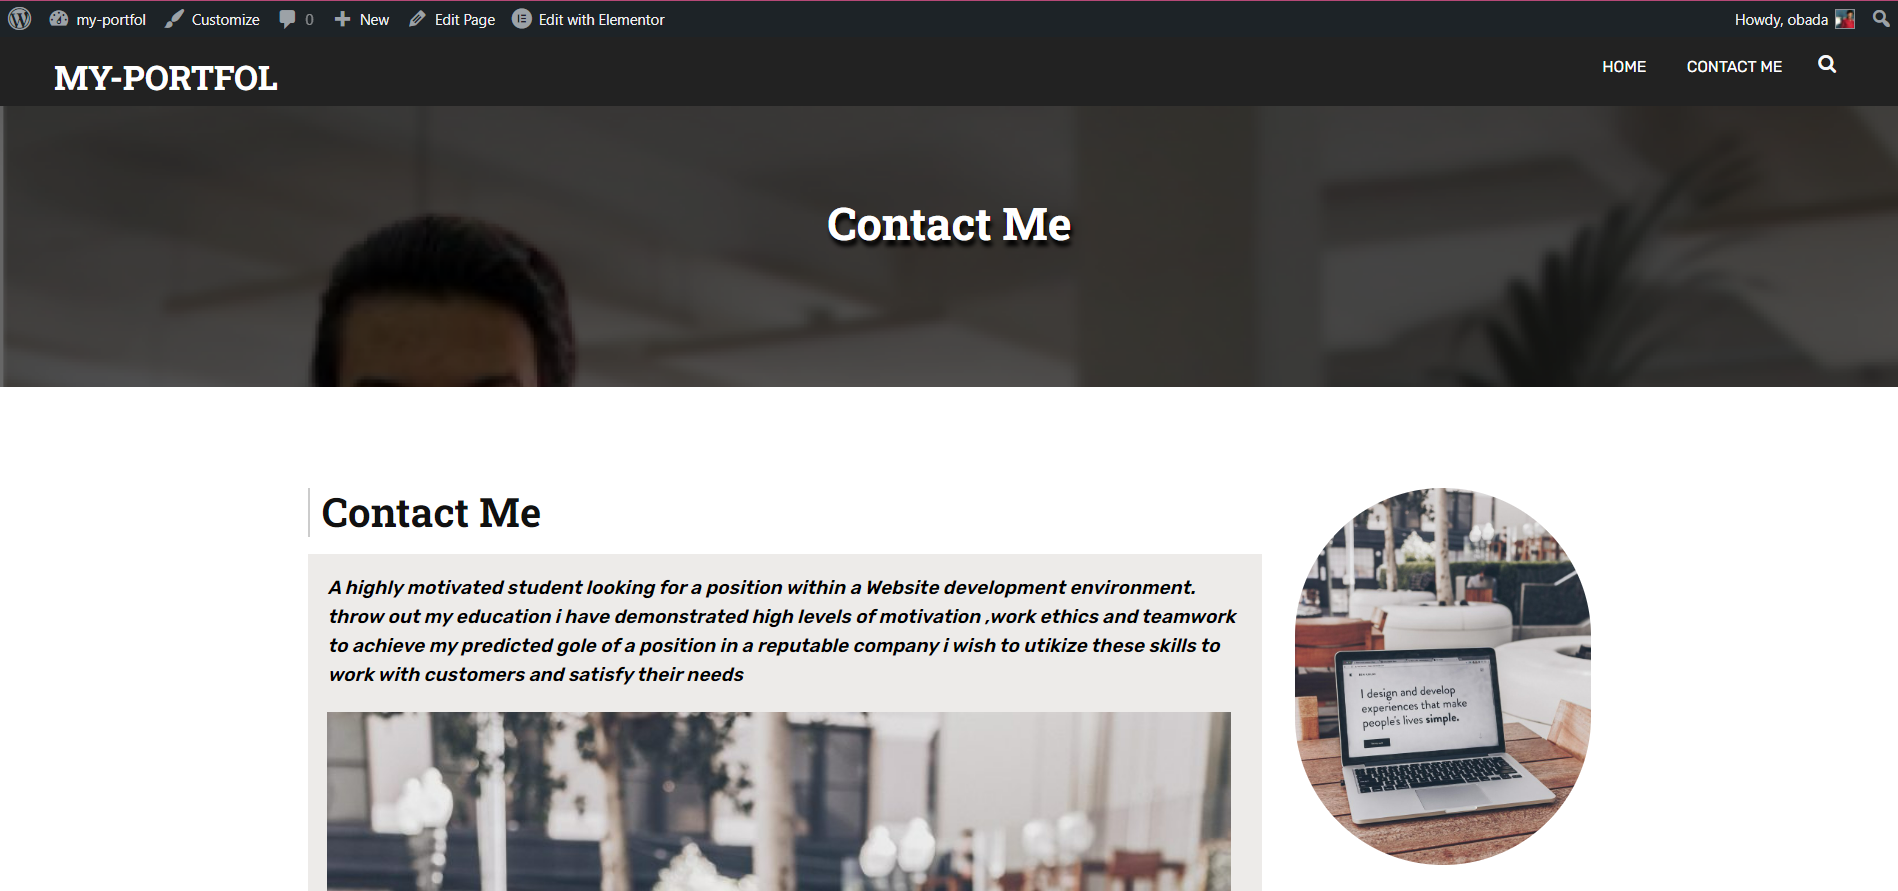 my-portfol Customize 0 New Edit Page Edit with Elementor Howdy, obada
MY-PORTFOL HOME CONTACT ME
Contact Me
Contact Me
A highly motivated student looking for a position within a Website development environment.
throw out my education i have demonstrated high levels of motivation ,work ethics and teamwork
to achieve my predicted gole of a position in a reputable company i wish to utikize these skills to
work with customers and satisfy their needs
I design and develop
experiences that make
people's lives simple.